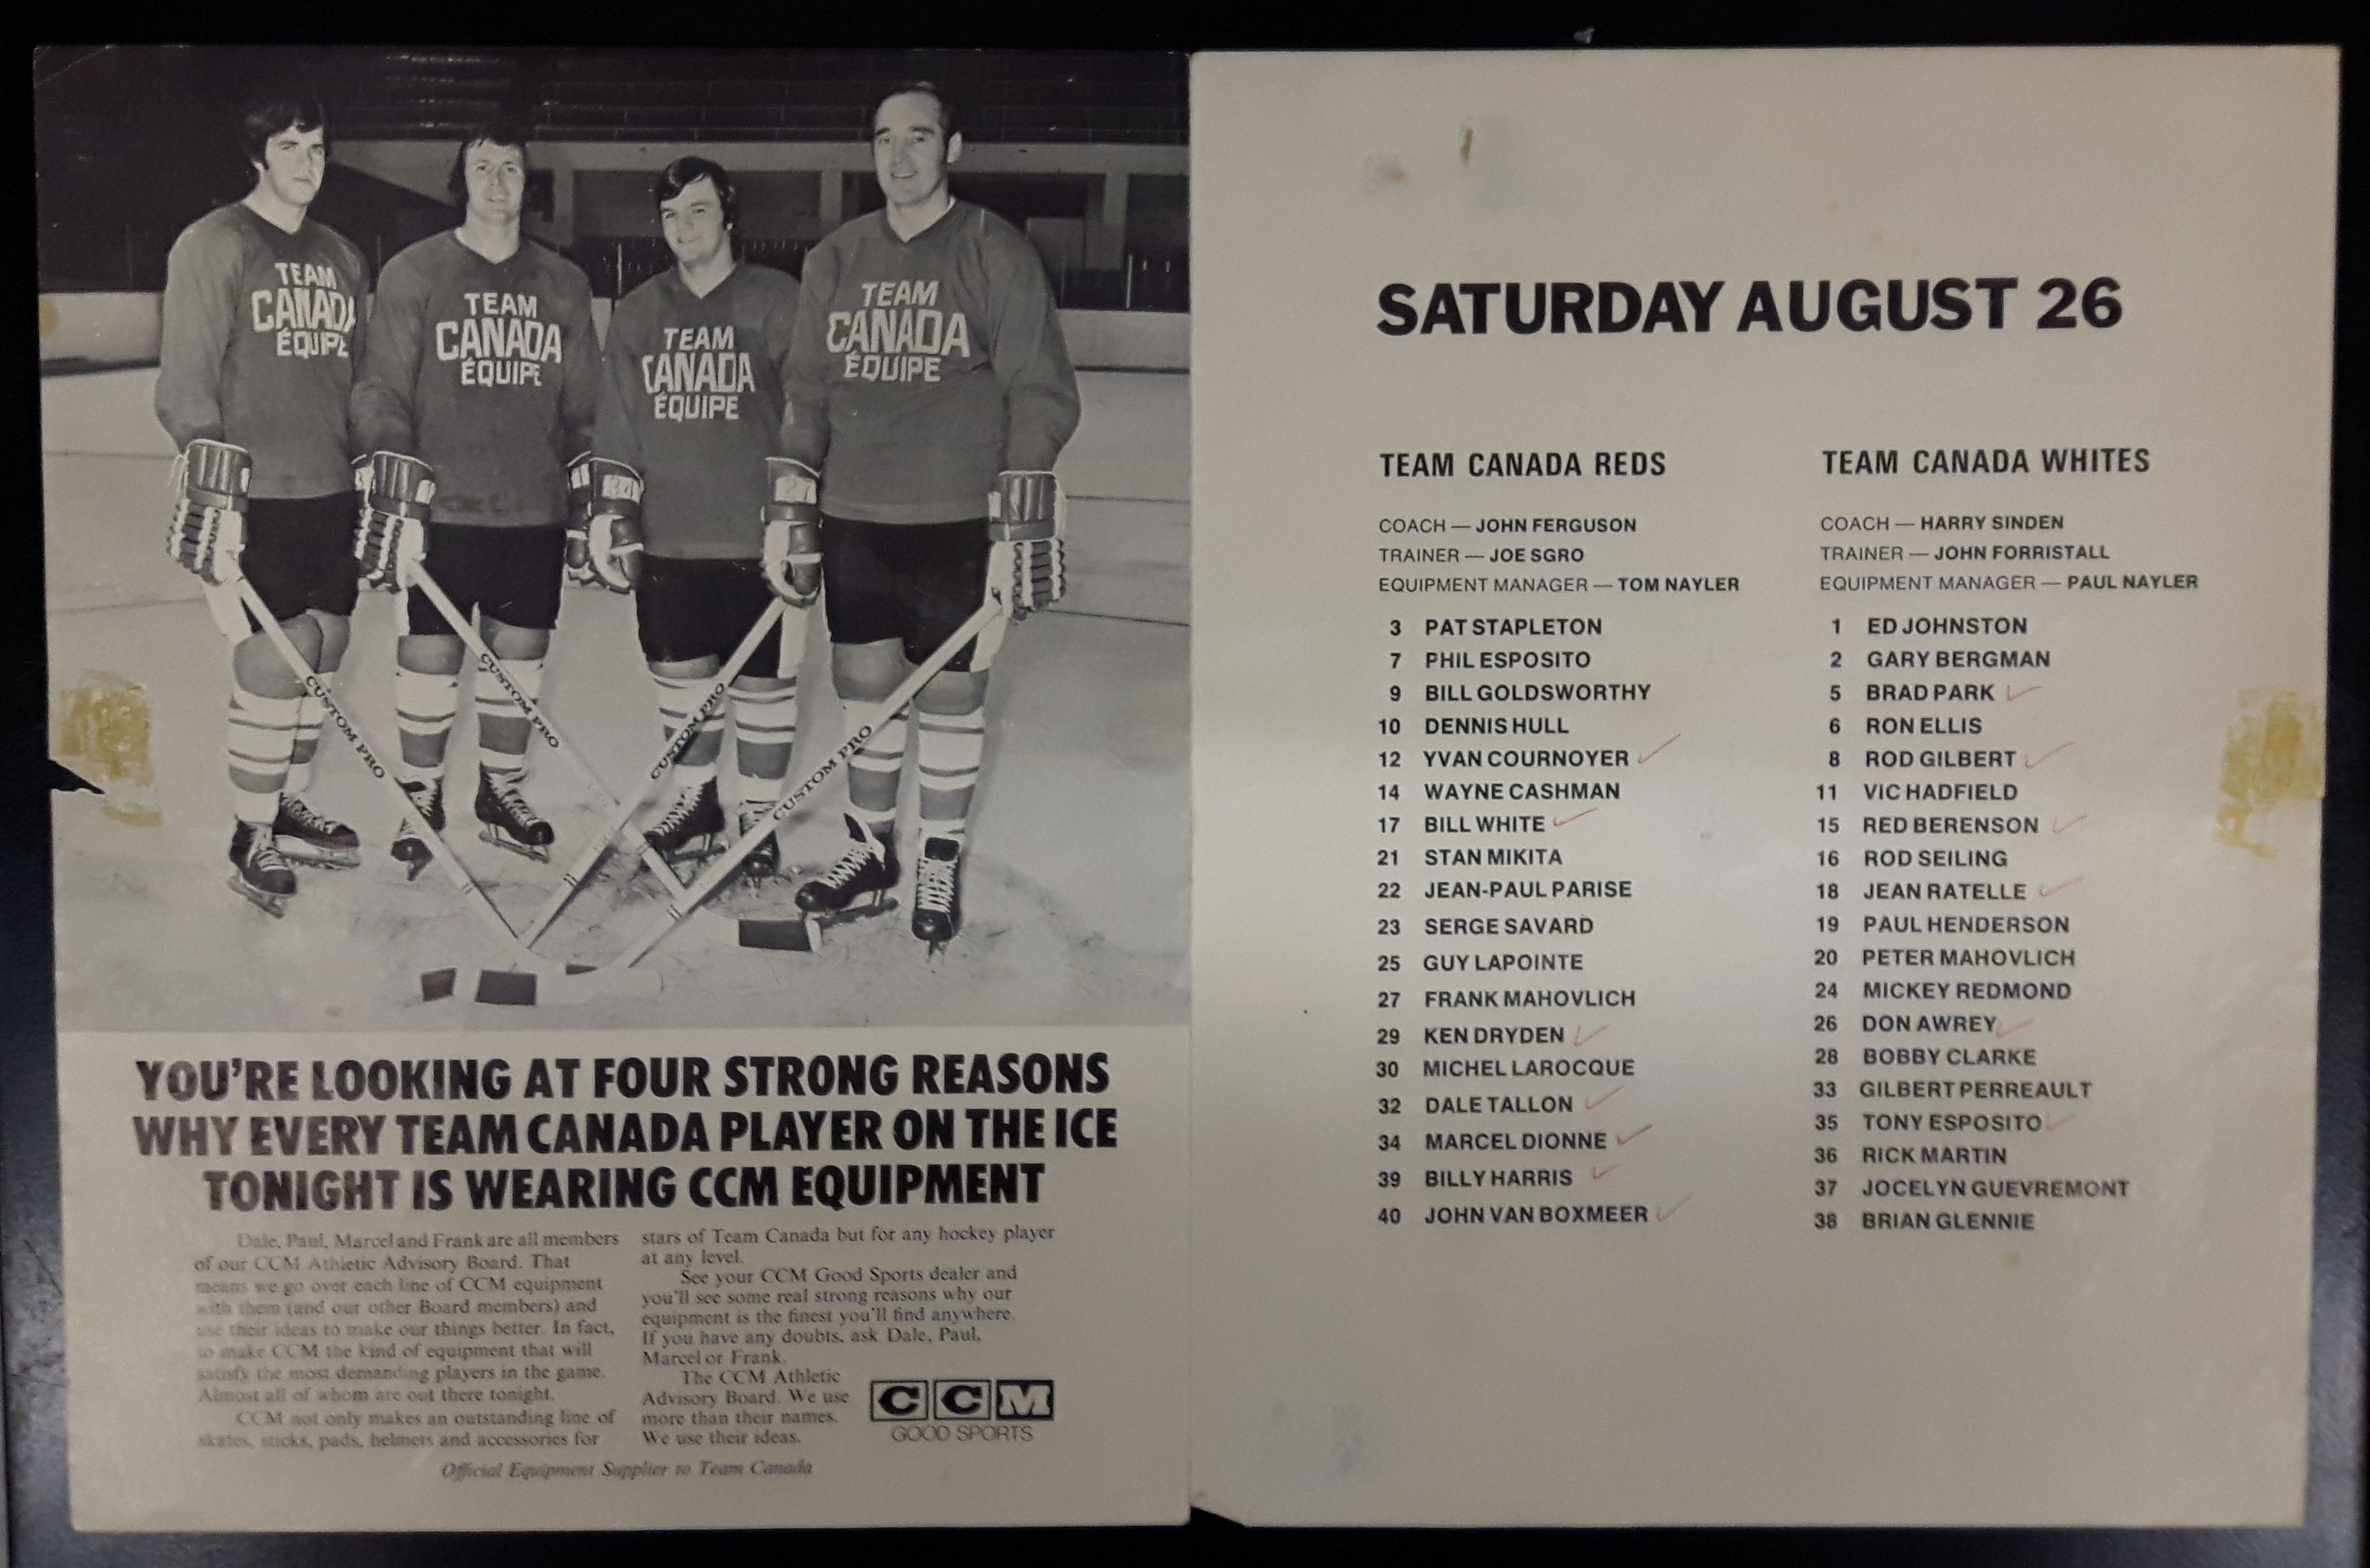 TEAM
CANADA
ÉQUIPE
TEAM
CANADA
ÉQUIPE
TEAM
CANADA
ÉQUIPE
TEAM
CANADA
ÉQUIPE
CUSTOM PRO
CUSTOM PRO
CUSTOM PRO
CUSTOM PRO
YOU'RE LOOKING AT FOUR STRONG REASONS
WHY EVERY TEAM CANADA PLAYER ON THE ICE
TONIGHT IS WEARING CCM EQUIPMENT
Dale, Paul, Marcel and Frank are all members
of our CCM Athletic Advisory Board. That
means we go over each line of CCM equipment
with them (and our other Board members) and
use their ideas to make our things better. In fact,
to make CCM the kind of equipment that will
satisfy the most demanding players in the game.
Almost all of whom are out there tonight.
CCM not only makes an outstanding line of
skates, sticks, pads, helmets and accessories for
stars of Team Canada but for any hockey player
at any level.
See your CCM Good Sports dealer and
you'll see some real strong reasons why our
equipment is the finest you'll find anywhere.
If you have any doubts, ask Dale, Paul,
Marcel or Frank.
The CCM Athletic
Advisory Board. We use
more than their names.
We use their ideas.
CCM
GOOD SPORTS
Official Equipment Supplier to Team Canada
SATURDAY AUGUST 26
TEAM CANADA REDS
COACH — JOHN FERGUSON
TRAINER — JOE SGRO
EQUIPMENT MANAGER — TOM NAYLER
3 PAT STAPLETON
7 PHIL ESPOSITO
9 BILL GOLDSWORTHY
10 DENNIS HULL
12 YVAN COURNOYER
14 WAYNE CASHMAN
17 BILL WHITE
21 STAN MIKITA
22 JEAN-PAUL PARISE
23 SERGE SAVARD
25 GUY LAPOINTE
27 FRANK MAHOVLICH
29 KEN DRYDEN
30 MICHEL LAROCQUE
32 DALE TALLON
34 MARCEL DIONNE
39 BILLY HARRIS
40 JOHN VAN BOXMEER
TEAM CANADA WHITES
COACH — HARRY SINDEN
TRAINER — JOHN FORRISTALL
EQUIPMENT MANAGER — PAUL NAYLER
1 ED JOHNSTON
2 GARY BERGMAN
5 BRAD PARK
6 RON ELLIS
8 ROD GILBERT
11 VIC HADFIELD
15 RED BERENSON
16 ROD SEILING
18 JEAN RATELLE
19 PAUL HENDERSON
20 PETER MAHOVLICH
24 MICKEY REDMOND
26 DON AWREY
28 BOBBY CLARKE
33 GILBERT PERREAULT
35 TONY ESPOSITO
36 RICK MARTIN
37 JOCELYN GUEVREMONT
38 BRIAN GLENNIE